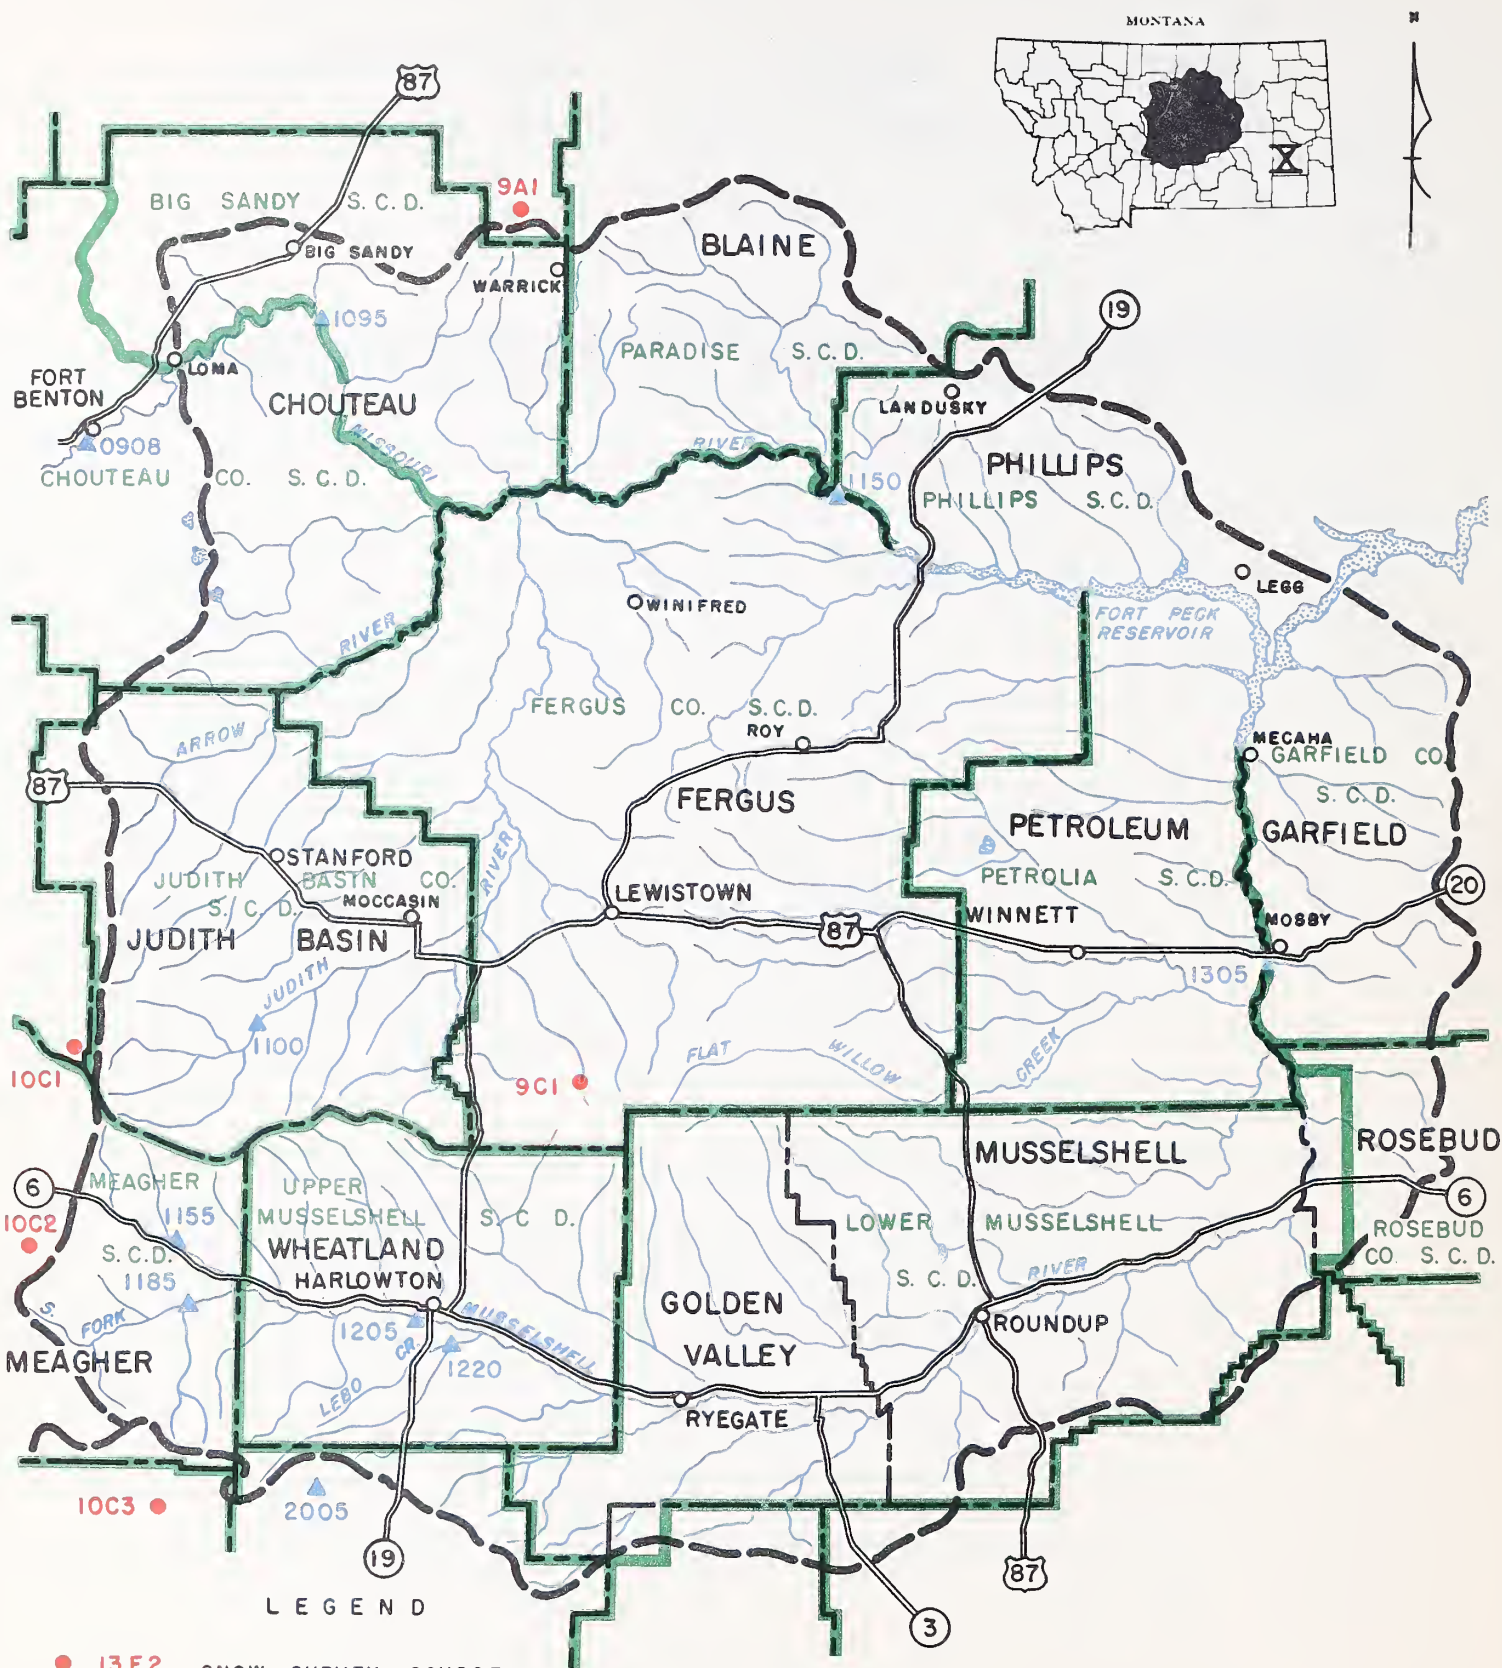 MONTANA
N
X
87
BIG SANDY S.C.D.
9A1
BIG SANDY
WARRICK
BLAINE
19
1095
PARADISE S.C.D.
LOMA
FORT
BENTON
CHOUTEAU
LANDUSKY
0908
MISSOURI
RIVER
CHOUTEAU CO. S.C.D.
1150
PHILLIPS
PHILLIPS S.C.D.
LEGG
WINIFRED
FORT PECK
RESERVOIR
RIVER
FERGUS CO. S.C.D.
ROY
ARROW
MECAHA
GARFIELD CO.
S.C.D.
87
FERGUS
PETROLEUM
GARFIELD
RIVER
STANFORD
JUDITH BASIN CO.
S.C.D.
MOCCASIN
PETROLIA S.C.D.
20
LEWISTOWN
WINNETT
MOSBY
JUDITH BASIN
87
JUDITH
1305
1100
FLAT WILLOW CREEK
10C1
9C1
MUSSELSHELL
ROSEBUD
6
MEAGHER
S.C.D.
UPPER
MUSSELSHELL S.C.D.
6
10C2
1155
LOWER MUSSELSHELL
S.C.D.
ROSEBUD
CO. S.C.D.
WHEATLAND
HARLOWTON
1185
RIVER
S. FORK
GOLDEN
VALLEY
ROUNDUP
1205
MUSSELSHELL
MEAGHER
LEBO CR.
1220
RYEGATE
10C3
2005
19
87
3
LEGEND
13F2 SNOW SURVEY COURSE